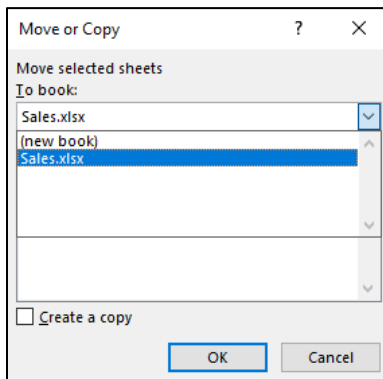 Move or Copy ?
Move selected sheets
To book:
Sales.xlsx
(new book)
Sales.xlsx
Create a copy
OK Cancel